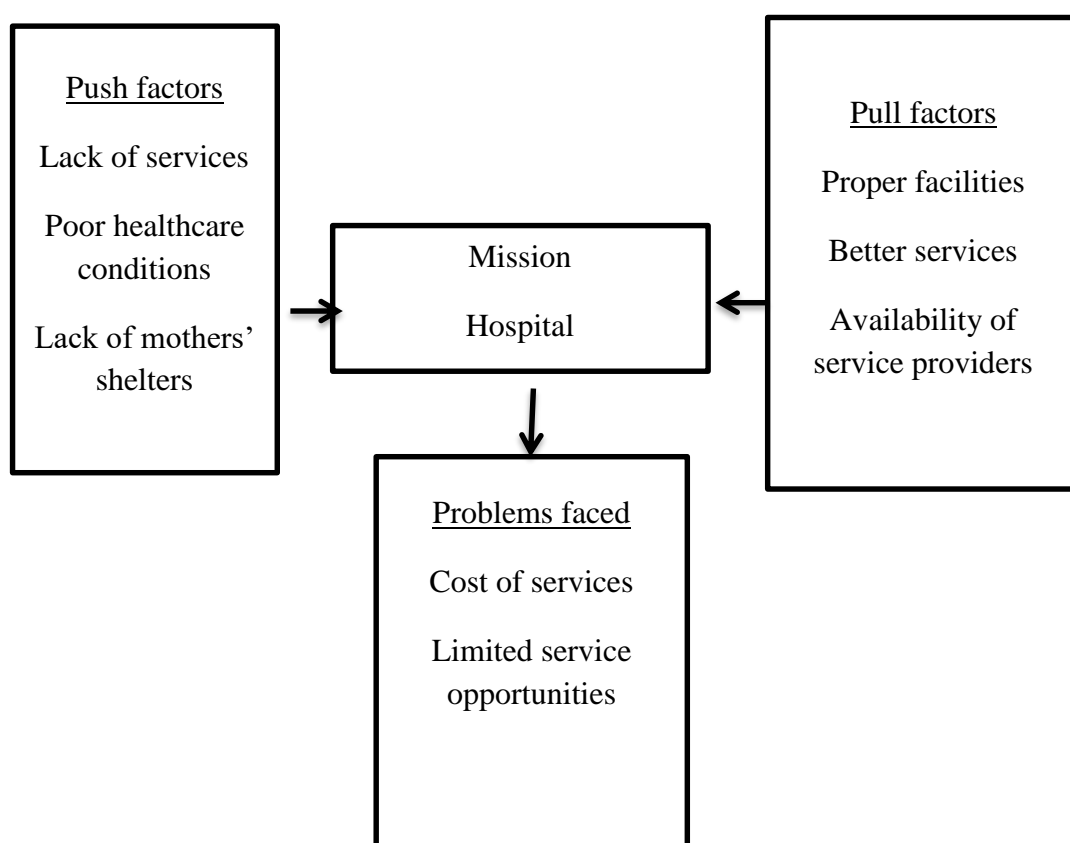 Push factors
Lack of services
Poor healthcare
conditions
Lack of mothers’
shelters
Mission
Hospital
Pull factors
Proper facilities
Better services
Availability of
service providers
Problems faced
Cost of services
Limited service
opportunities